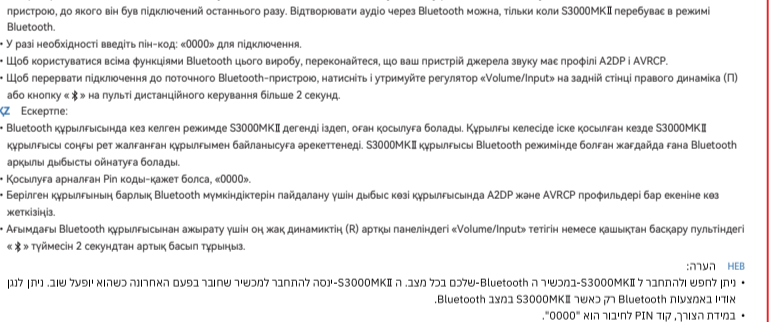 пристрою, до якого він був підключений останнього разу. Відтворювати аудіо через Bluetooth можна, тільки коли S3000MKⅡ перебуває в режимі
Bluetooth.
• У разі необхідності введіть пін-код: «0000» для підключення.
• Щоб користуватися всіма функціями Bluetooth цього виробу, переконайтеся, що ваш пристрій джерела звуку має профілі A2DP і AVRCP.
• Щоб перервати підключення до поточного Bluetooth-пристрою, натисніть і утримуйте регулятор «Volume/Input» на задній стінці правого динаміка (П)
або кнопку « » на пульті дистанційного керування більше 2 секунд.
KZ Ескертпе:
• Bluetooth құрылғысында кез келген режимде S3000MKⅡ дегенді іздеп, оған қосылуға болады. Құрылғы келесіде іске қосылған кезде S3000MKⅡ
құрылғысы соңғы рет жалғанған құрылғымен байланысуға әрекеттенеді. S3000MKⅡ құрылғысы Bluetooth режимінде болған жағдайда ғана Bluetooth
арқылы дыбысты ойнатуға болады.
• Қосылуға арналған Pin коды-қажет болса, «0000».
• Берілген құрылғының барлық Bluetooth мүмкіндіктерін пайдалану үшін дыбыс көзі құрылғысында A2DP және AVRCP профильдері бар екеніне көз
жеткізіңіз.
• Ағымдағы Bluetooth құрылғысынан ажырату үшін оң жақ динамиктің (R) артқы панеліндегі «Volume/Input» тетігін немесе қашықтан басқару пультіндегі
« » түймесін 2 секундтан артық басып тұрыңыз.
HEB הערה:
• ניתן לחפש ולהתחבר ל S3000MKⅡ-במכשיר ה Bluetooth-שלכם בכל מצב. ה S3000MKⅡ-ינסה להתחבר למכשיר שחובר בפעם האחרונה כשהוא יופעל שוב. ניתן לנגן
אודיו באמצעות Bluetooth רק כאשר S3000MKⅡ במצב Bluetooth.
• במידת הצורך, קוד PIN לחיבור הוא "0000".